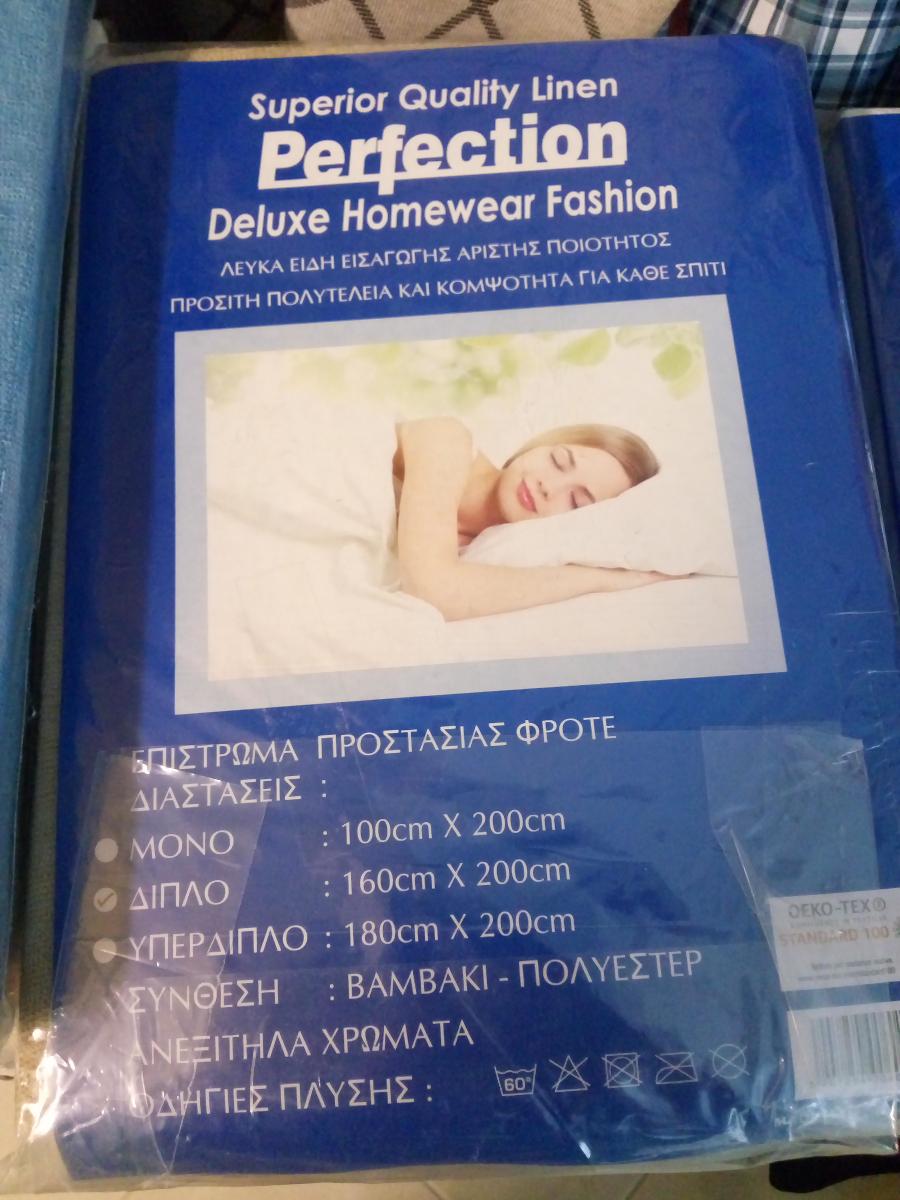 Superior Quality Linen
Perfection
Deluxe Homewear Fashion
ΛΕΥΚΑ ΕΙΔΗ ΕΙΣΑΓΩΓΗΣ ΑΡΙΣΤΗΣ ΠΟΙΟΤΗΤΟΣ
ΠΡΟΣΙΤΗ ΠΟΛΥΤΕΛΕΙΑ ΚΑΙ ΚΟΜΨΟΤΗΤΑ ΓΙΑ ΚΑΘΕ ΣΠΙΤΙ
ΕΠΙΣΤΡΩΜΑ ΠΡΟΣΤΑΣΙΑΣ ΦΡΟΤΕ
ΔΙΑΣΤΑΣΕΙΣ :
ΜΟΝΟ : 100cm X 200cm
ΔΙΠΛΟ : 160cm X 200cm
ΥΠΕΡΔΙΠΛΟ : 180cm X 200cm
ΣΥΝΘΕΣΗ : ΒΑΜΒΑΚΙ - ΠΟΛΥΕΣΤΕΡ
ΑΝΕΞΙΤΗΛΑ ΧΡΩΜΑΤΑ
ΟΔΗΓΙΕΣ ΠΛΥΣΗΣ :
60°
OEKO-TEX®
STANDARD 100